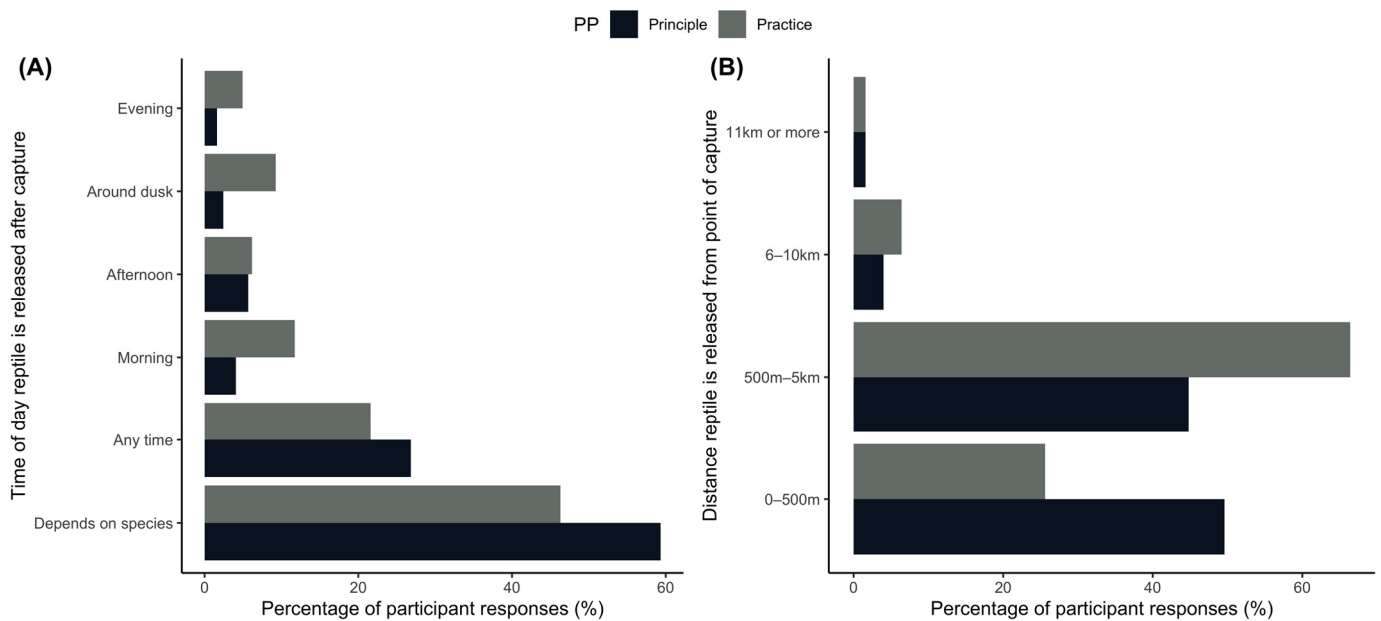 PP Principle Practice
(A)
Time of day reptile is released after capture
Evening
Around dusk
Afternoon
Morning
Any time
Depends on species
0 20 40 60
Percentage of participant responses (%)
(B)
Distance reptile is released from point of capture
11km or more
6–10km
500m–5km
0–500m
0 20 40 60
Percentage of participant responses (%)